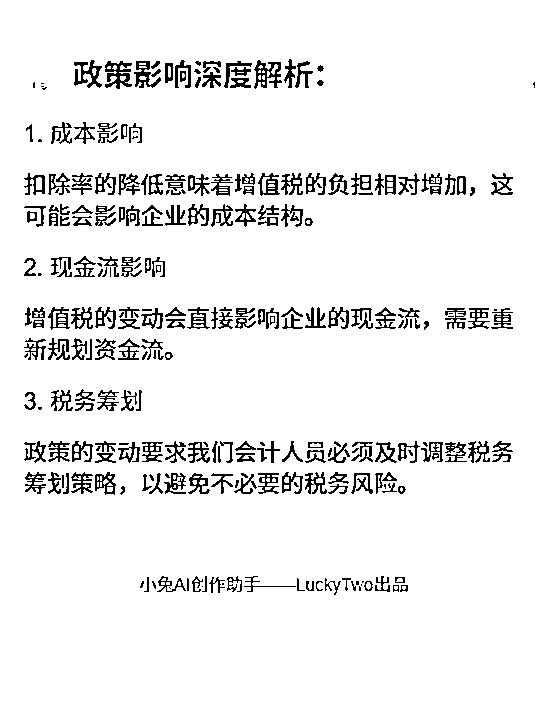 政策影响深度解析：
1. 成本影响
扣除率的降低意味着增值税的负担相对增加，这
可能会影响企业的成本结构。
2. 现金流影响
增值税的变动会直接影响企业的现金流，需要重
新规划资金流。
3. 税务筹划
政策的变动要求我们会计人员必须及时调整税务
筹划策略，以避免不必要的税务风险。
小兔AI创作助手——LuckyTwo出品